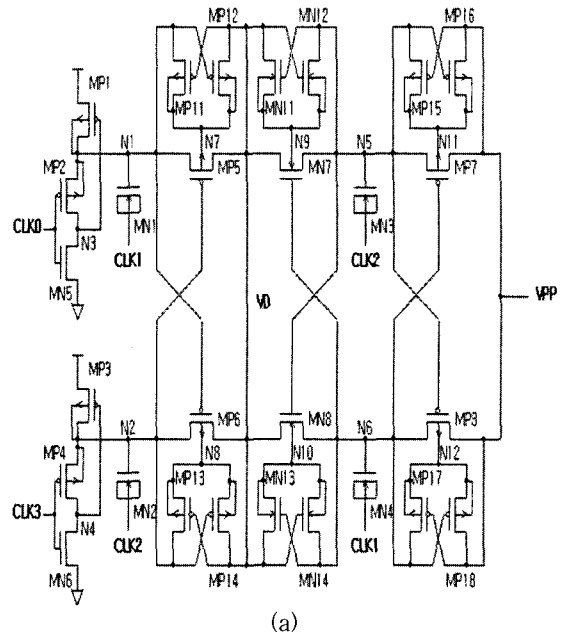 MP12 MN12 MP16
MP1
MP11 MN11 MP15
N1 N7 N9 N5 N11
MP2 MP5 MN7 MP7
CLK0 MN1 MN3
N3 CLK1 CLK2
MN5
VD VPP
MP3
MP6 MN8 MP9
N2 N8 N10 N6 N12
MP4 MP13 MN13 MP17
CLK3 MN2 MN4
N4 CLK2 CLK1
MN6 MP14 MN14 MP18
(a)